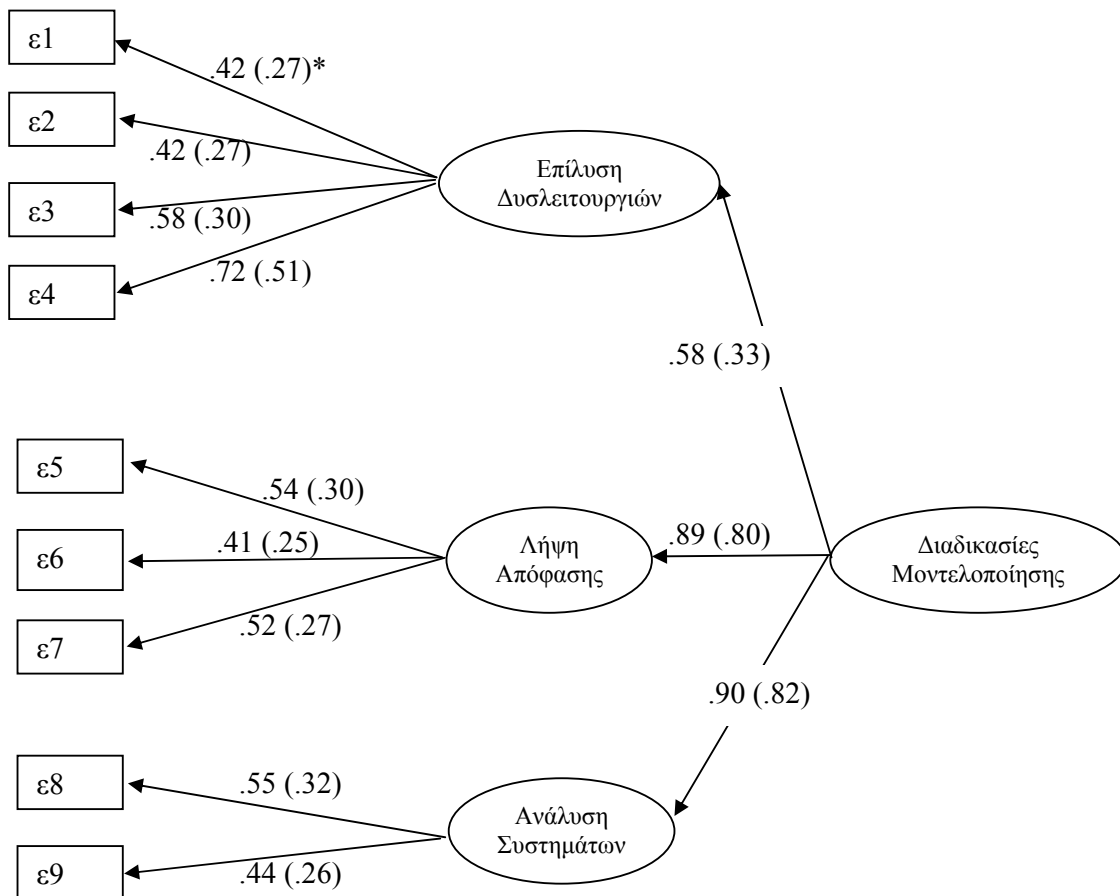 ε1
.42 (.27)*
ε2
.42 (.27)
ε3
.58 (.30)
ε4
.72 (.51)
Επίλυση
Δυσλειτουργιών
.58 (.33)
ε5
.54 (.30)
ε6
.41 (.25)
ε7
.52 (.27)
Λήψη
Απόφασης
.89 (.80)
Διαδικασίες
Μοντελοποίησης
.90 (.82)
ε8
.55 (.32)
ε9
.44 (.26)
Ανάλυση
Συστημάτων